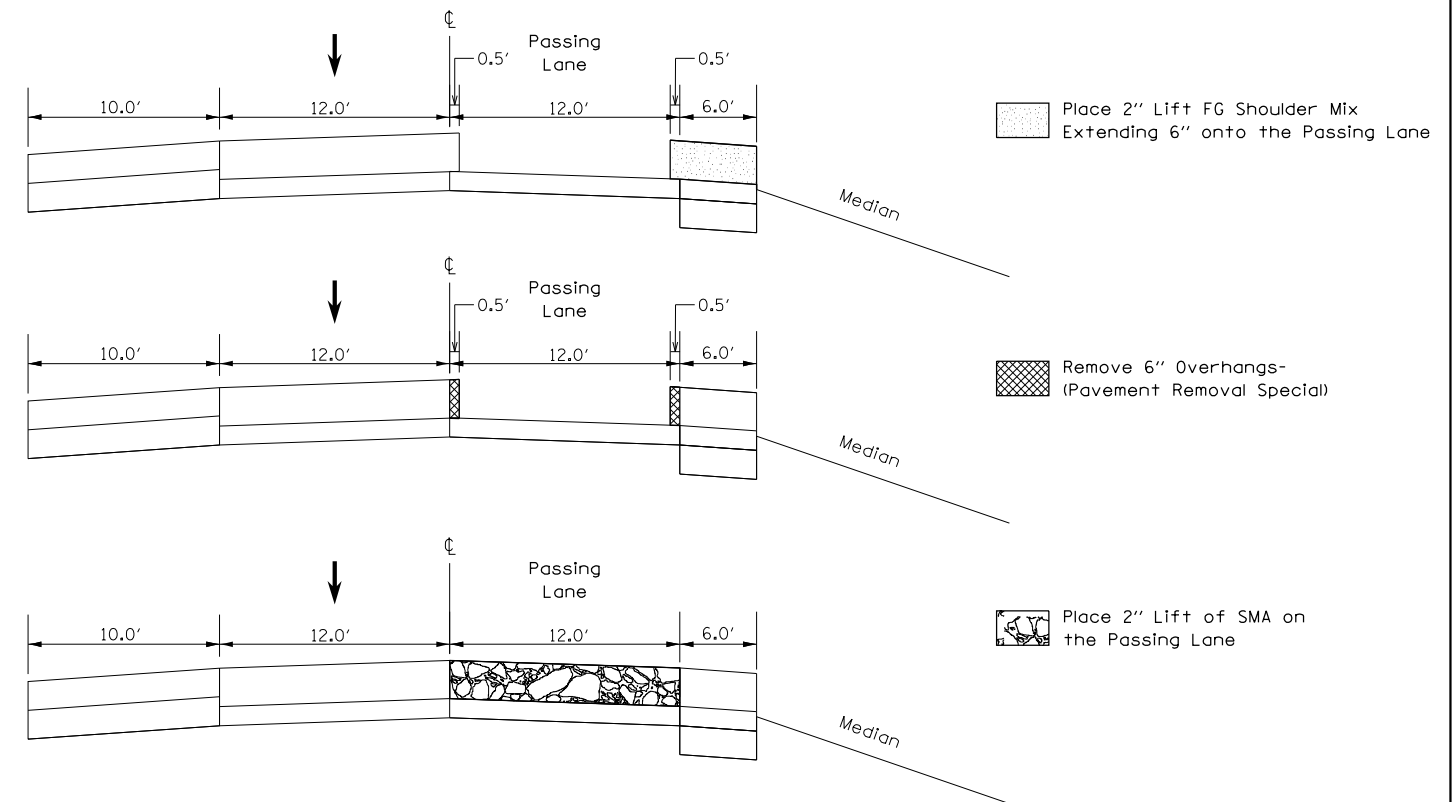 ℄
Passing
Lane
0.5′
0.5′
10.0′
12.0′
12.0′
6.0′
Median
Place 2″ Lift FG Shoulder Mix
Extending 6″ onto the Passing Lane
℄
Passing
Lane
0.5′
0.5′
10.0′
12.0′
12.0′
6.0′
Median
Remove 6″ Overhangs-
(Pavement Removal Special)
℄
Passing
Lane
10.0′
12.0′
12.0′
6.0′
Median
Place 2″ Lift of SMA on
the Passing Lane